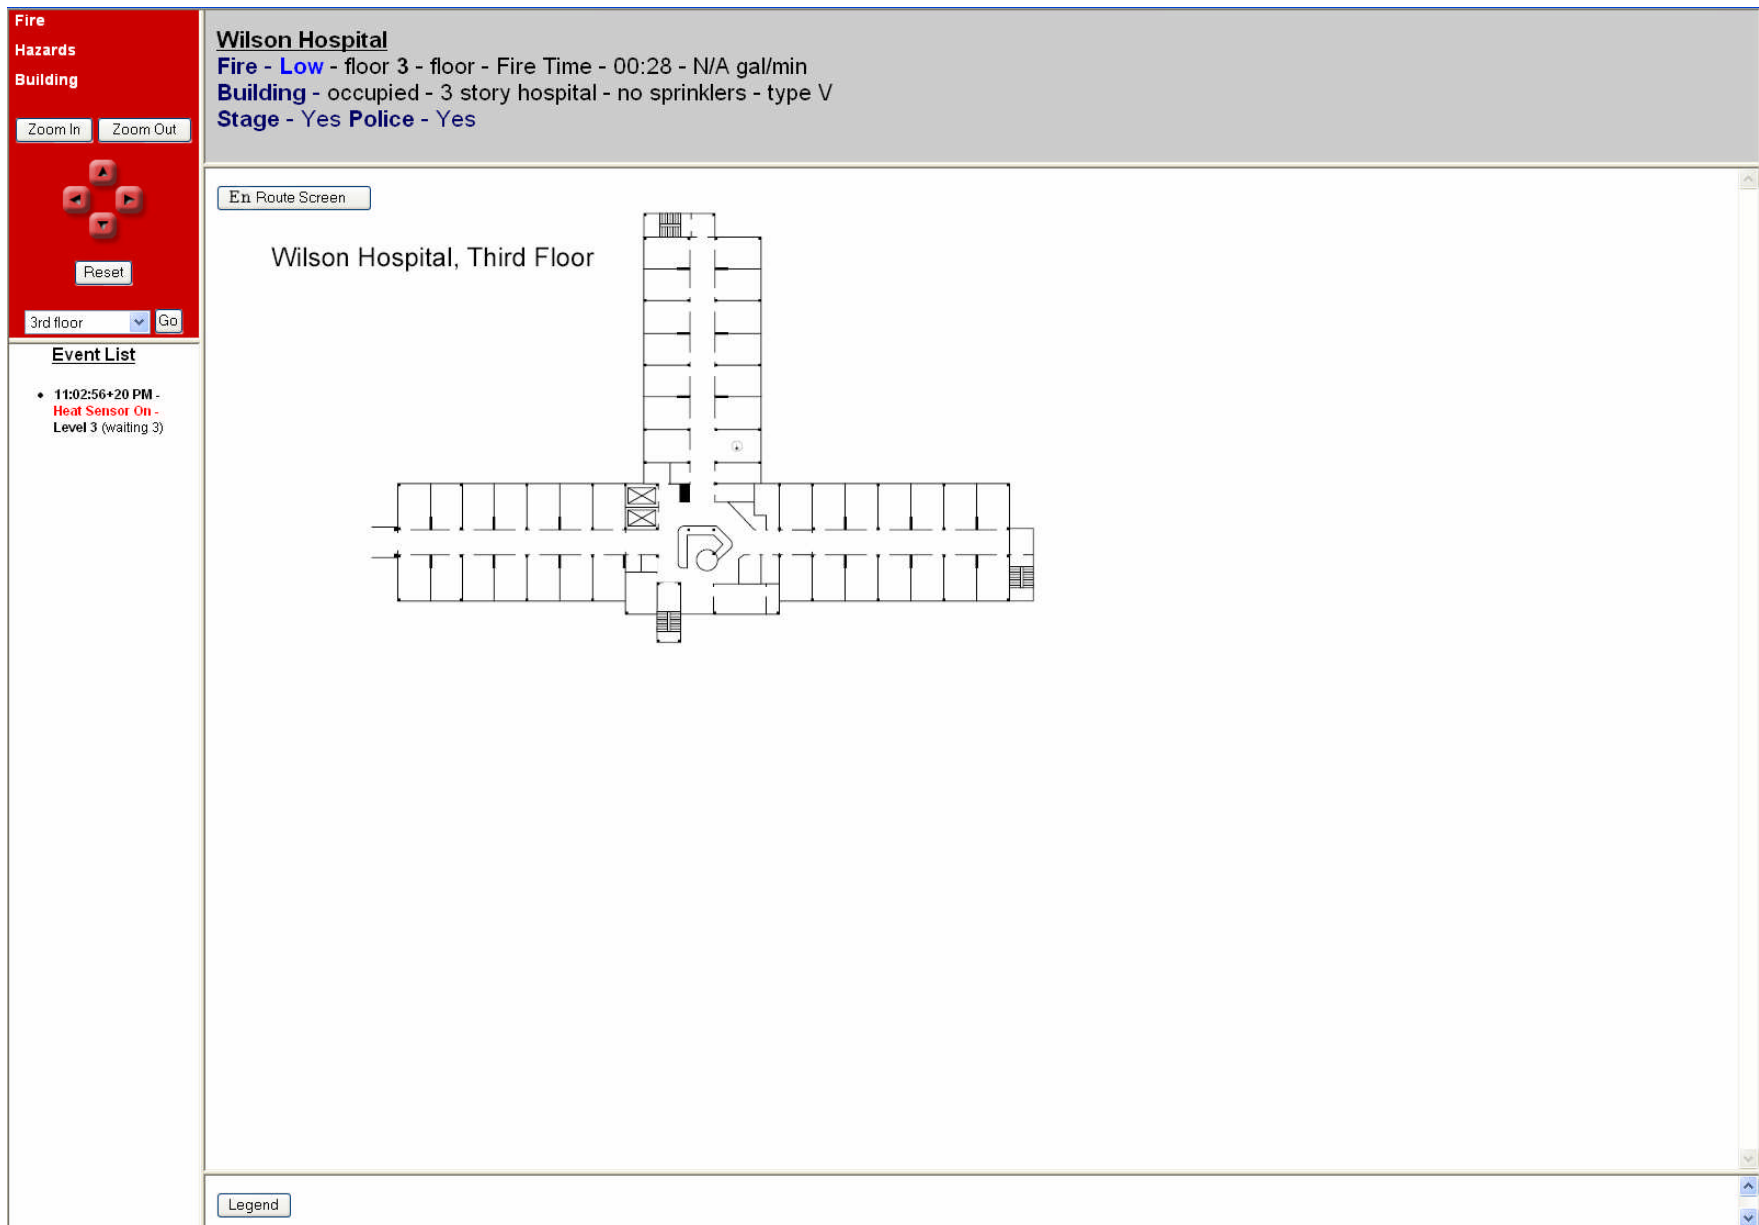 Fire
Hazards
Building
Zoom In Zoom Out
Reset
3rd floor Go
Event List
11:02:56+20 PM -
Heat Sensor On -
Level 3 (waiting 3)
Wilson Hospital
Fire - Low - floor 3 - floor - Fire Time - 00:28 - N/A gal/min
Building - occupied - 3 story hospital - no sprinklers - type V
Stage - Yes Police - Yes
En Route Screen
Wilson Hospital, Third Floor
Legend